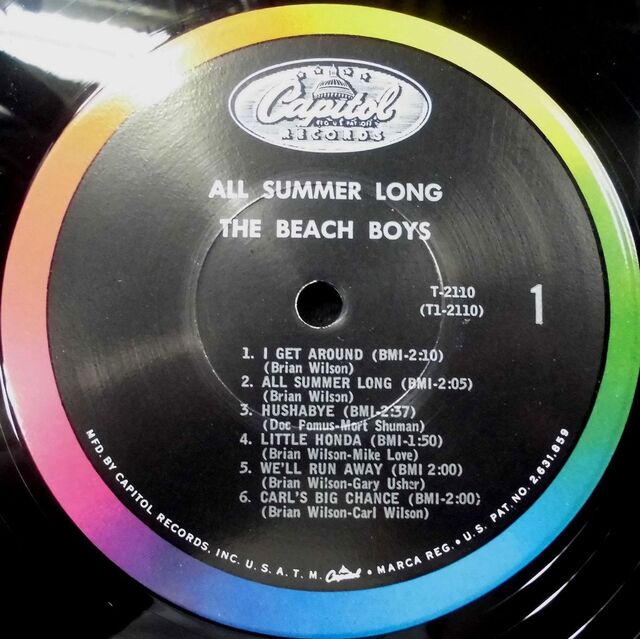 Capitol
REG. U.S. PAT. OFF.
RECORDS
ALL SUMMER LONG
THE BEACH BOYS
T-2110
(T1-2110)
1
1. I GET AROUND (BMI-2:10)
(Brian Wilson)
2. ALL SUMMER LONG (BMI-2:05)
(Brian Wilson)
3. HUSHABYE (BMI-2:37)
(Doc Pomus-Mort Shuman)
4. LITTLE HONDA (BMI-1:50)
(Brian Wilson-Mike Love)
5. WE'LL RUN AWAY (BMI 2:00)
(Brian Wilson-Gary Usher)
6. CARL'S BIG CHANCE (BMI-2:00)
(Brian Wilson-Carl Wilson)
MFD. BY CAPITOL RECORDS, INC. U.S.A. T.M. Capitol • MARCA REG. • U.S. PAT. NO. 2,631,859